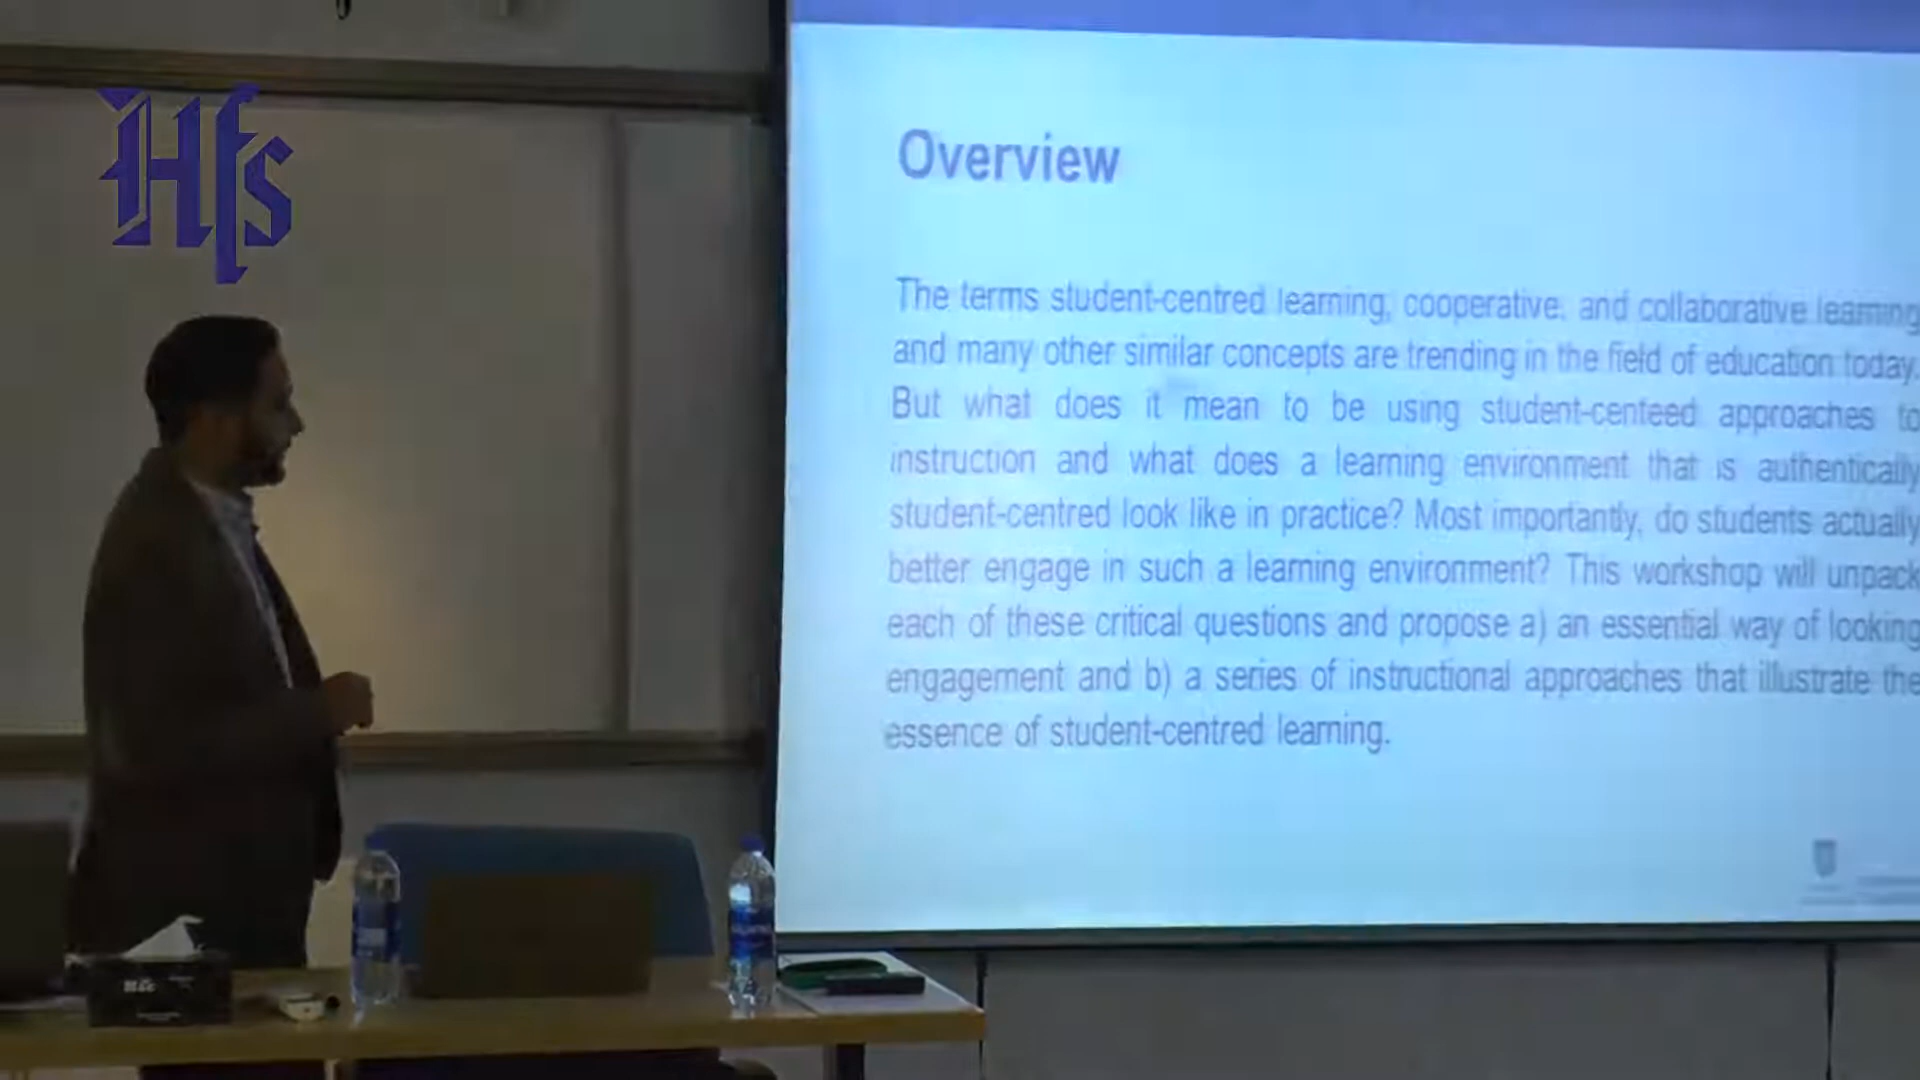 Hfs
Overview
The terms student-centred learning, cooperative, and collaborative learning
and many other similar concepts are trending in the field of education today.
But what does it mean to be using student-centeed approaches to
instruction and what does a learning environment that is authentically
student-centred look like in practice? Most importantly, do students actually
better engage in such a learning environment? This workshop will unpack
each of these critical questions and propose a) an essential way of looking
engagement and b) a series of instructional approaches that illustrate the
essence of student-centred learning.